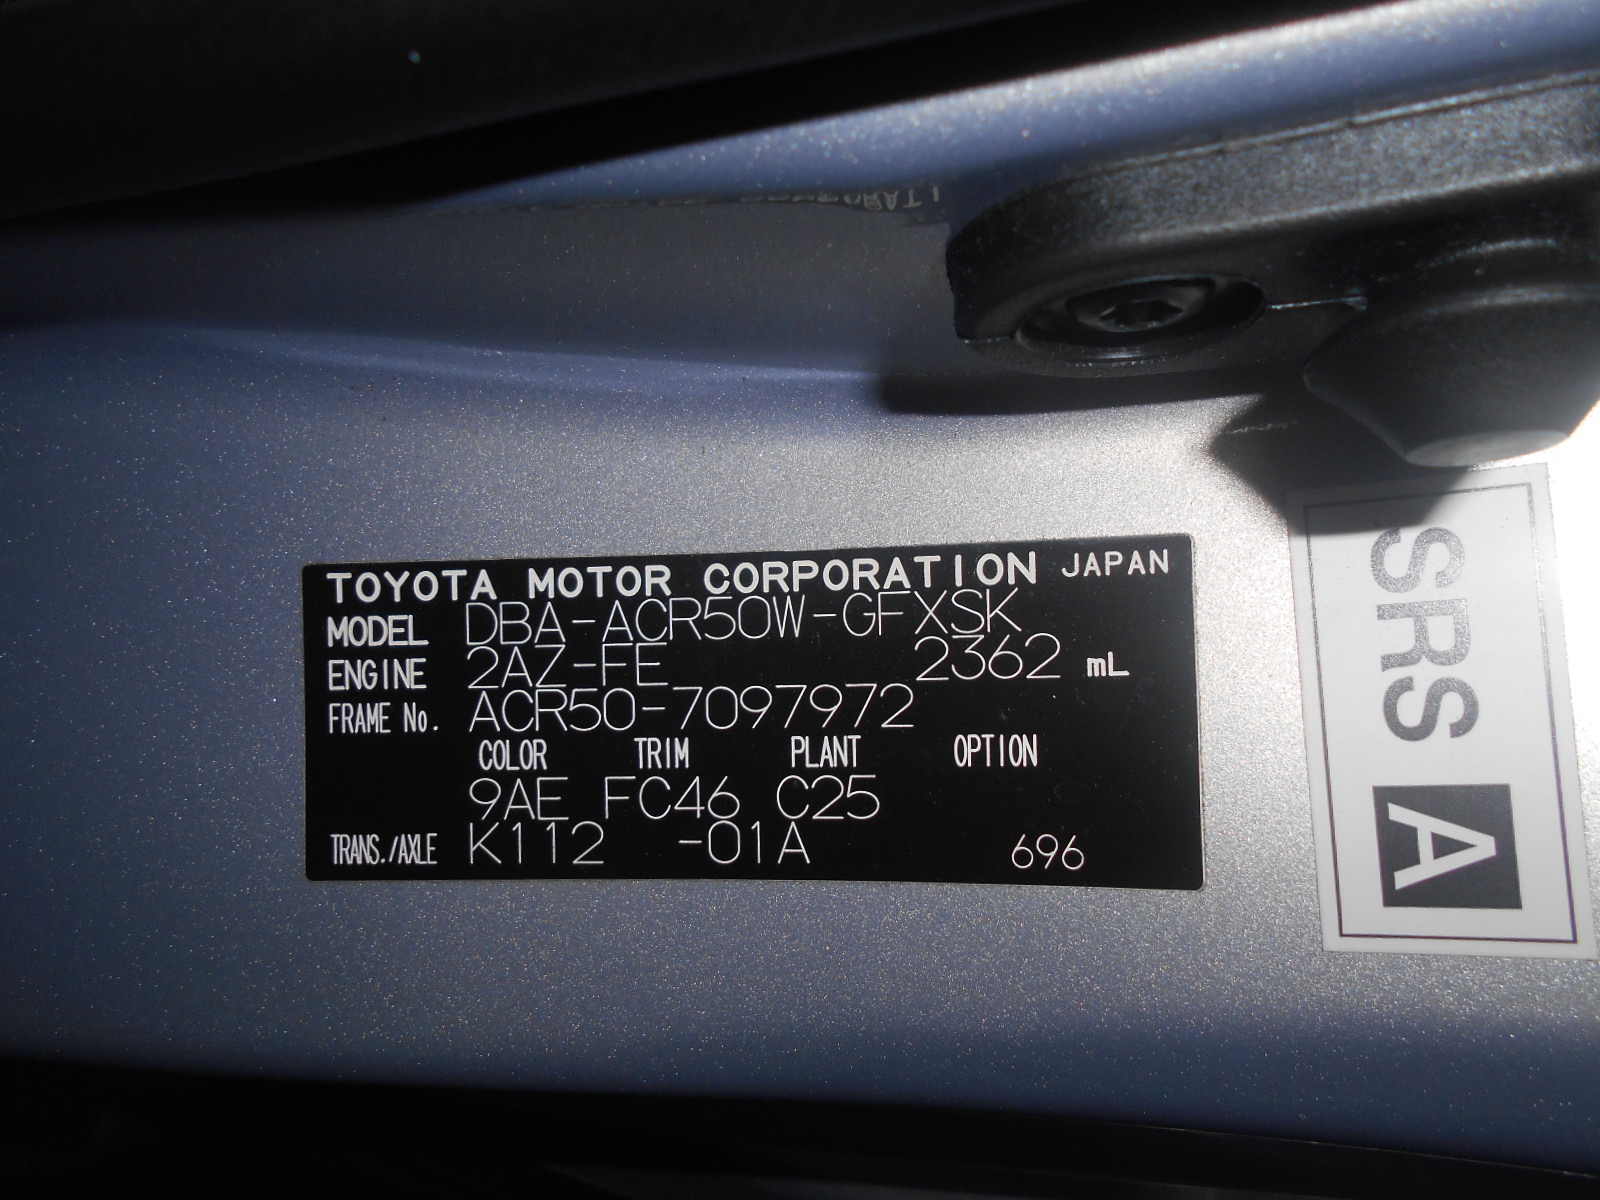 TOYOTA MOTOR CORPORATION JAPAN
MODEL DBA-ACR50W-GFXSK
ENGINE 2AZ-FE 2362 mL
FRAME No. ACR50-7097972
COLOR TRIM PLANT OPTION
9AE FC46 C25
TRANS./AXLE K112 -01A 696
SRS A